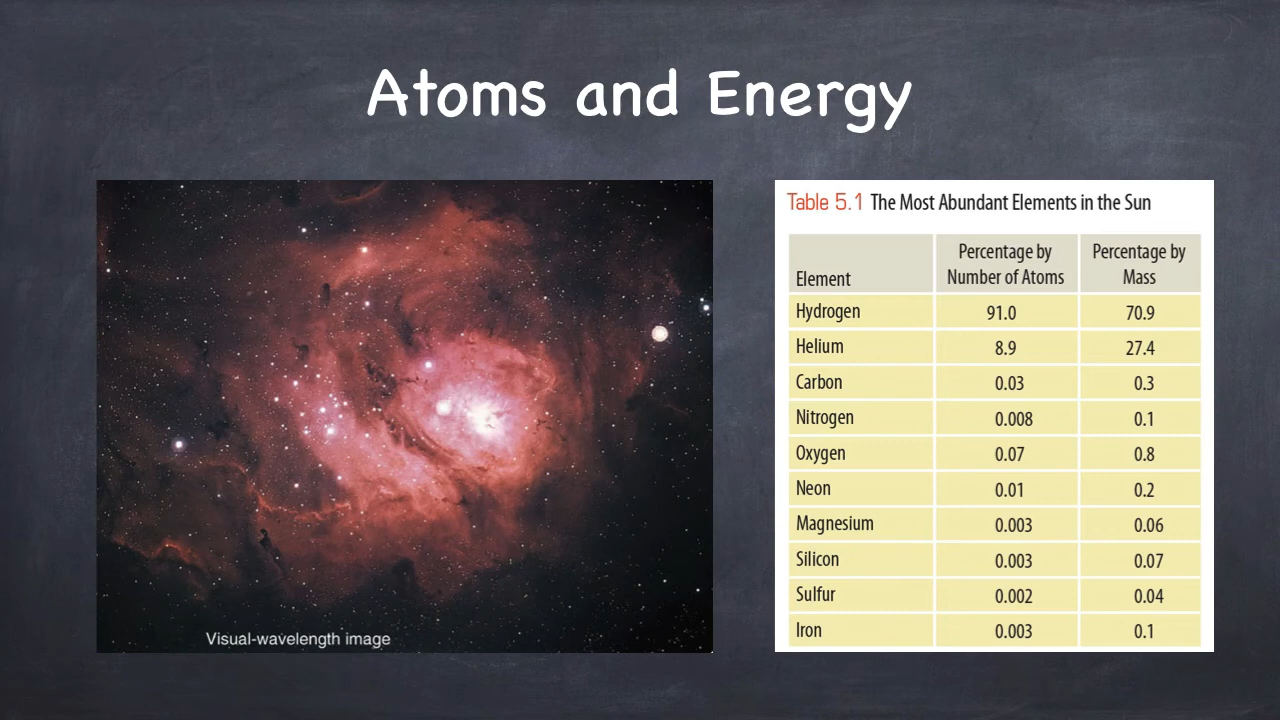 Atoms and Energy
Visual-wavelength image
Table 5.1 The Most Abundant Elements in the Sun
Element Percentage by Number of Atoms Percentage by Mass
Hydrogen 91.0 70.9
Helium 8.9 27.4
Carbon 0.03 0.3
Nitrogen 0.008 0.1
Oxygen 0.07 0.8
Neon 0.01 0.2
Magnesium 0.003 0.06
Silicon 0.003 0.07
Sulfur 0.002 0.04
Iron 0.003 0.1